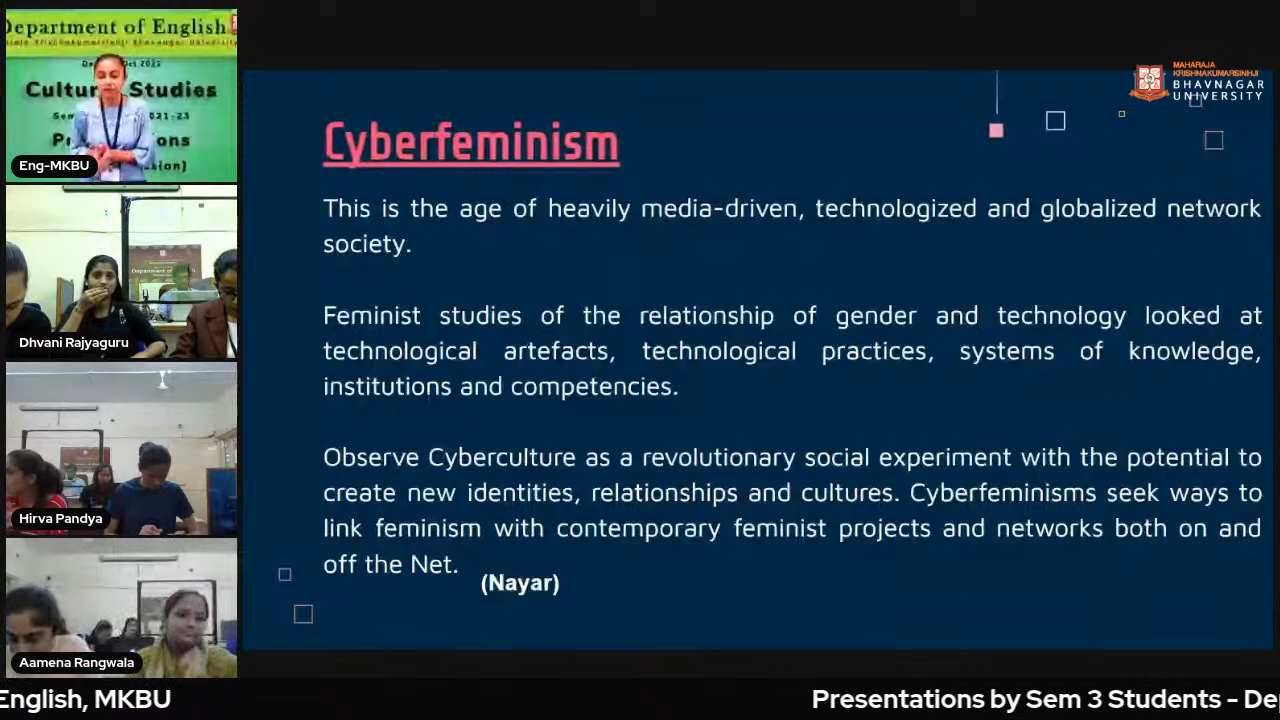 Department of English
Culture Studies
Eng-MKBU
Dhvani Rajyaguru
Hirva Pandya
Aamena Rangwala
MAHARAJA
KRISHNAKUMARSINHJI
BHAVNAGAR
UNIVERSITY
Cyberfeminism
This is the age of heavily media-driven, technologized and globalized network
society.
Feminist studies of the relationship of gender and technology looked at
technological artefacts, technological practices, systems of knowledge,
institutions and competencies.
Observe Cyberculture as a revolutionary social experiment with the potential to
create new identities, relationships and cultures. Cyberfeminisms seek ways to
link feminism with contemporary feminist projects and networks both on and
off the Net.
(Nayar)
English, MKBU
Presentations by Sem 3 Students - De